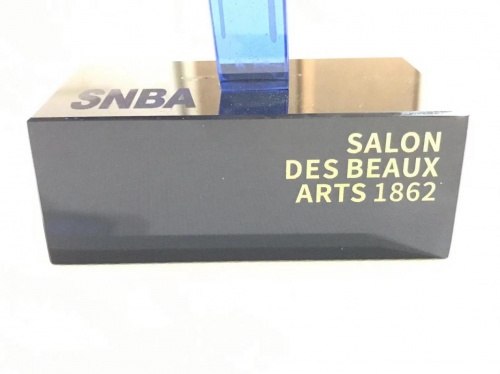 SNBA
SALON
DES BEAUX
ARTS 1862